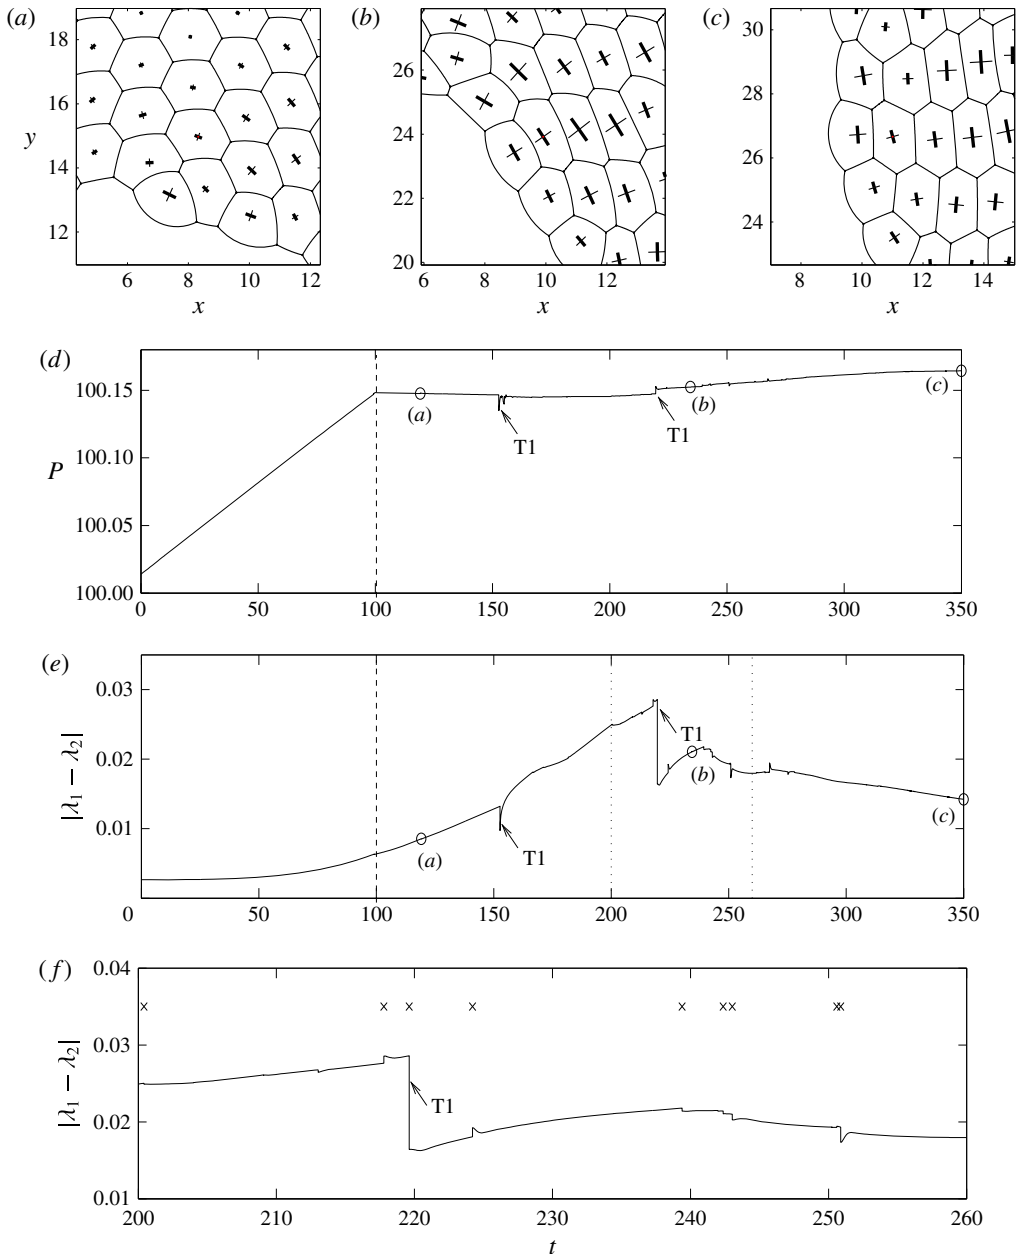 (a)
(b)
(c)
18
16
14
12
y
6 8 10 12
x
26
24
22
20
6 8 10 12
x
30
28
26
24
8 10 12 14
x
(d)
100.15
100.10
100.05
100.00
P
(a)
T1
T1
(b)
(c)
0 50 100 150 200 250 300 350
(e)
0.03
0.02
0.01
|λ1 − λ2|
(a)
T1
T1
(b)
(c)
0 50 100 150 200 250 300 350
(f)
0.04
0.03
0.02
0.01
|λ1 − λ2|
T1
200 210 220 230 240 250 260
t